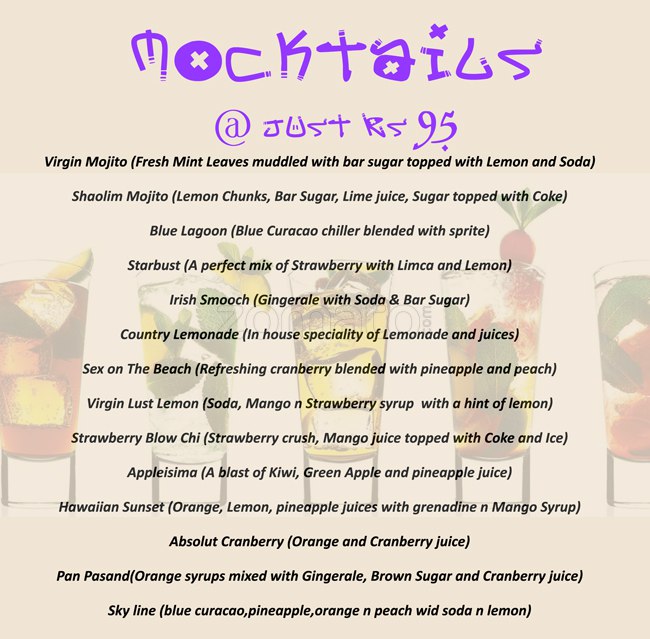 Mocktails
@ Just Rs 95
Virgin Mojito (Fresh Mint Leaves muddled with bar sugar topped with Lemon and Soda)
Shaolim Mojito (Lemon Chunks, Bar Sugar, Lime juice, Sugar topped with Coke)
Blue Lagoon (Blue Curacao chiller blended with sprite)
Starbust (A perfect mix of Strawberry with Limca and Lemon)
Irish Smooch (Gingerale with Soda & Bar Sugar)
zomato.com
Country Lemonade (In house speciality of Lemonade and juices)
Sex on The Beach (Refreshing cranberry blended with pineapple and peach)
Virgin Lust Lemon (Soda, Mango n Strawberry syrup with a hint of lemon)
Strawberry Blow Chi (Strawberry crush, Mango juice topped with Coke and Ice)
Appleisima (A blast of Kiwi, Green Apple and pineapple juice)
Hawaiian Sunset (Orange, Lemon, pineapple juices with grenadine n Mango Syrup)
Absolut Cranberry (Orange and Cranberry juice)
Pan Pasand(Orange syrups mixed with Gingerale, Brown Sugar and Cranberry juice)
Sky line (blue curacao,pineapple,orange n peach wid soda n lemon)